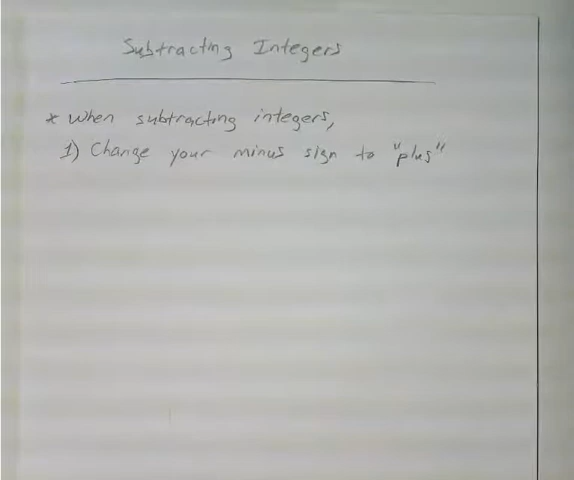 Subtracting Integers
* When subtracting integers,
1) Change your minus sign to "plus"